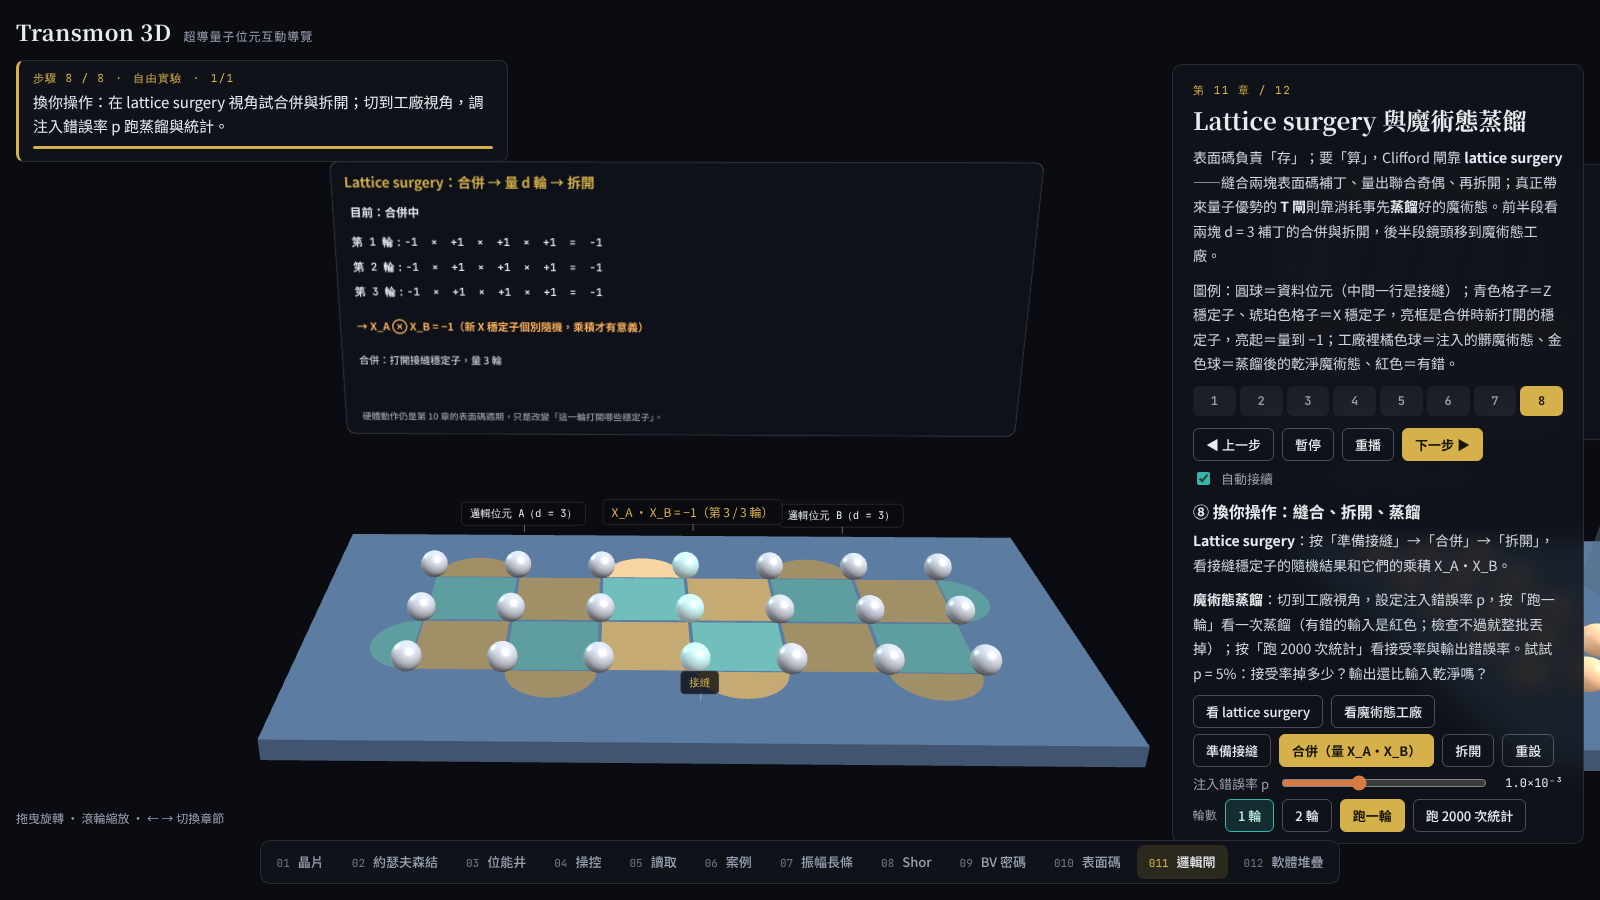 Transmon 3D 超導量子位元互動導覽
步驟 8 / 8 · 自由實驗 · 1/1
換你操作：在 lattice surgery 視角試合併與拆開；切到工廠視角，調
注入錯誤率 p 跑蒸餾與統計。
Lattice surgery：合併 → 量 d 輪 → 拆開
目前：合併中
第 1 輪：-1 × +1 × +1 × +1 = -1
第 2 輪：-1 × +1 × +1 × +1 = -1
第 3 輪：-1 × +1 × +1 × +1 = -1
→ X_A ⊗ X_B = −1（新 X 穩定子個別隨機，乘積才有意義）
合併：打開接縫穩定子，量 3 輪
硬體動作仍是第 10 章的表面碼週期，只是改變「這一輪打開哪些穩定子」。
邏輯位元 A（d = 3）
X_A · X_B = −1（第 3 / 3 輪）
邏輯位元 B（d = 3）
接縫
第 11 章 / 12
Lattice surgery 與魔術態蒸餾
表面碼負責「存」；要「算」，Clifford 閘靠 lattice surgery
——縫合兩塊表面碼補丁、量出聯合奇偶、再拆開；真正帶
來量子優勢的 T 閘則靠消耗事先蒸餾好的魔術態。前半段看
兩塊 d = 3 補丁的合併與拆開，後半段鏡頭移到魔術態工
廠。
圖例：圓球＝資料位元（中間一行是接縫）；青色格子＝Z
穩定子、琥珀色格子＝X 穩定子，亮框是合併時新打開的穩
定子，亮起＝量到 −1；工廠裡橘色球＝注入的髒魔術態、金
色球＝蒸餾後的乾淨魔術態、紅色＝有錯。
1 2 3 4 5 6 7 8
◀ 上一步 暫停 重播 下一步 ▶
自動接續
⑧ 換你操作：縫合、拆開、蒸餾
Lattice surgery：按「準備接縫」→「合併」→「拆開」，
看接縫穩定子的隨機結果和它們的乘積 X_A · X_B。
魔術態蒸餾：切到工廠視角，設定注入錯誤率 p，按「跑一
輪」看一次蒸餾（有錯的輸入是紅色；檢查不過就整批丟
掉）；按「跑 2000 次統計」看接受率與輸出錯誤率。試試
p = 5%：接受率掉多少？輸出還比輸入乾淨嗎？
看 lattice surgery 看魔術態工廠
準備接縫 合併（量 X_A · X_B） 拆開 重設
注入錯誤率 p 1.0×10⁻³
輪數 1 輪 2 輪 跑一輪 跑 2000 次統計
拖曳旋轉 · 滾輪縮放 · ← → 切換章節
01 晶片 02 約瑟夫森結 03 位能井 04 操控 05 讀取 06 案例 07 振幅長條 08 Shor 09 BV 密碼 010 表面碼 011 邏輯閘 012 軟體堆疊